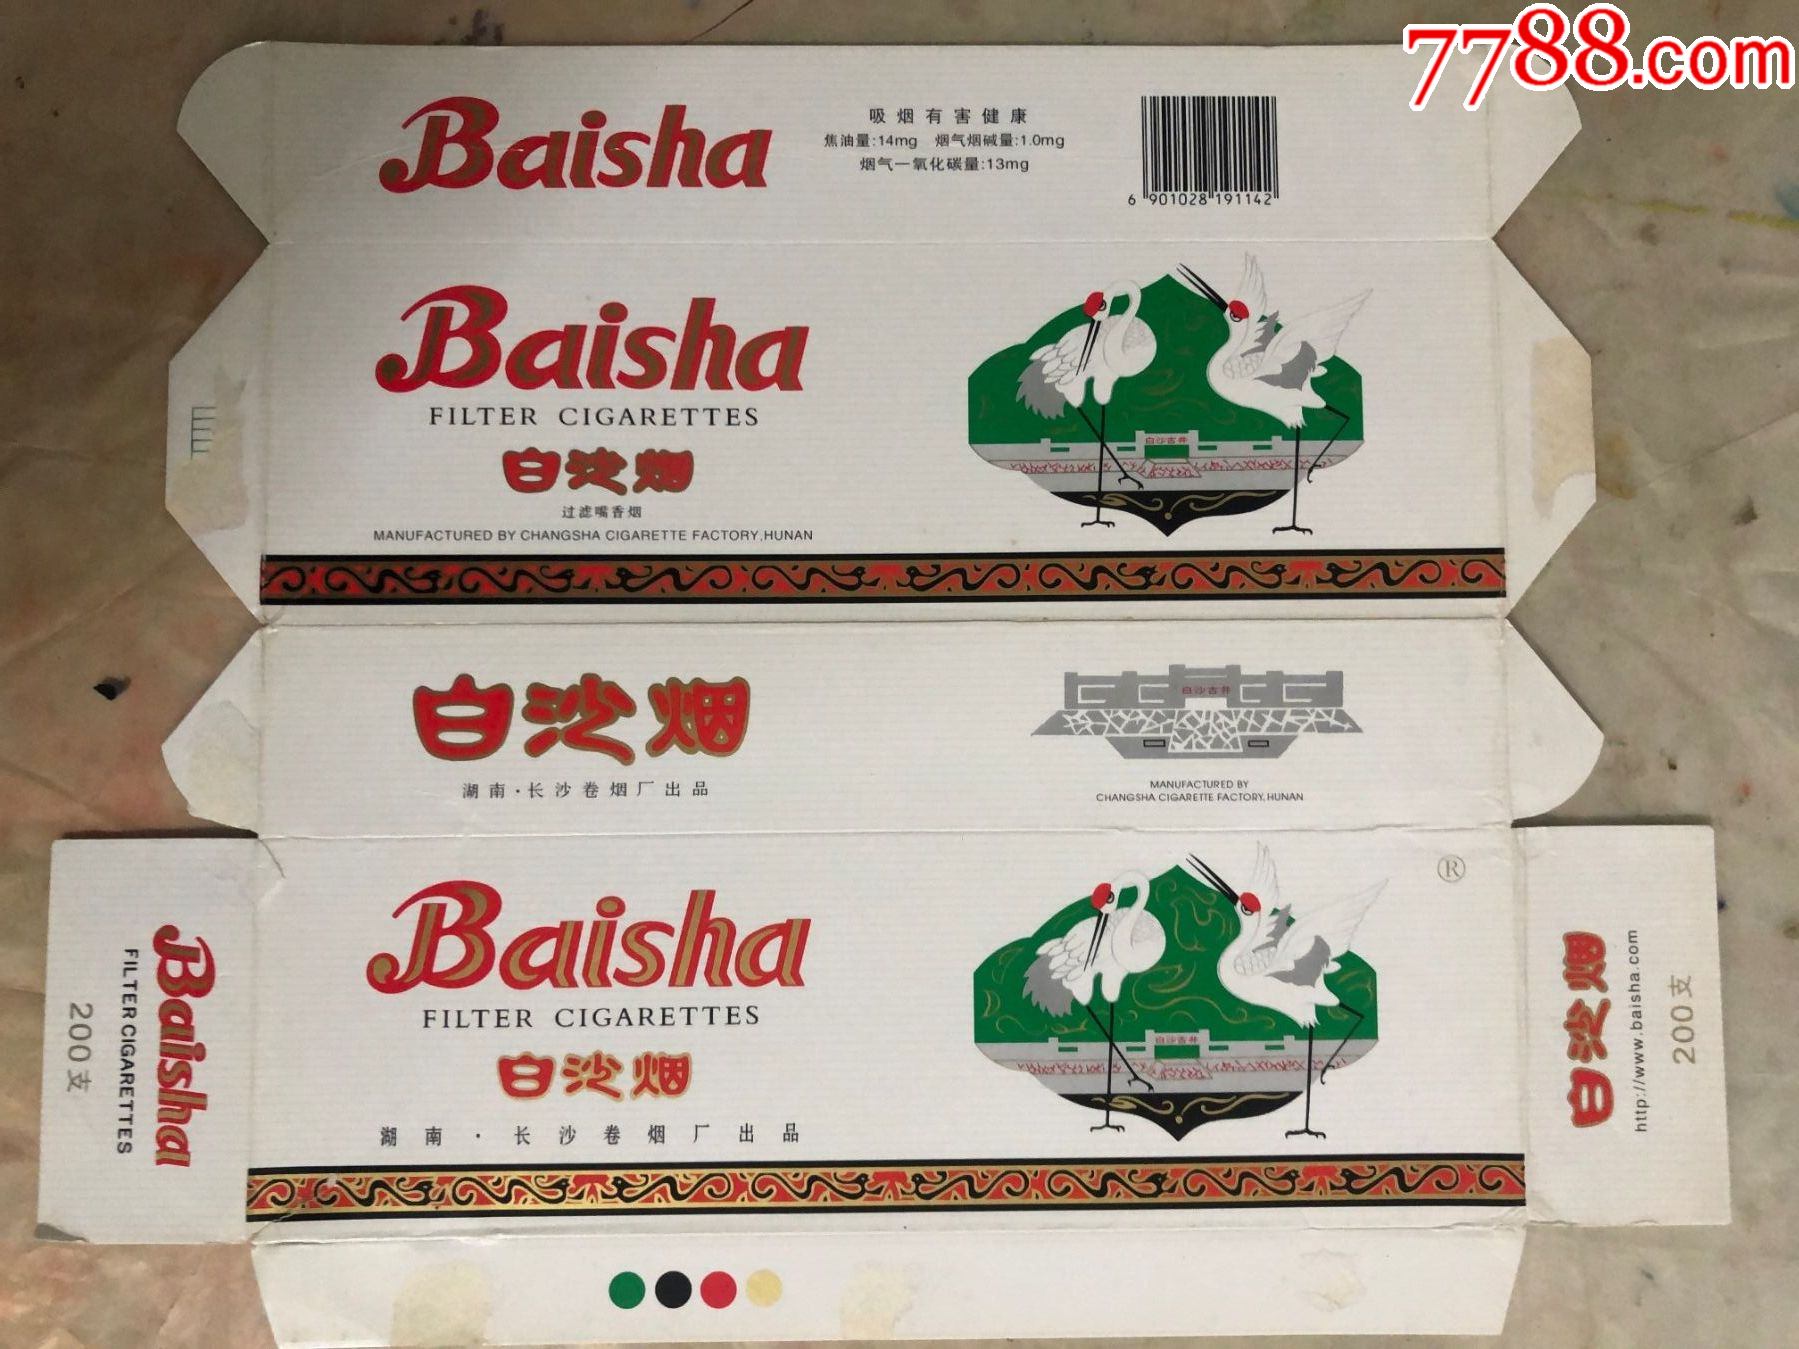 7788.com
Baisha
吸烟有害健康
焦油量:14mg 烟气烟碱量:1.0mg
烟气一氧化碳量:13mg
6 901028 191142
Baisha
FILTER CIGARETTES
白沙烟
过滤嘴香烟
MANUFACTURED BY CHANGSHA CIGARETTE FACTORY,HUNAN
白沙古井
白沙烟
湖南·长沙卷烟厂出品
白沙古井
MANUFACTURED BY
CHANGSHA CIGARETTE FACTORY, HUNAN
Baisha
FILTER CIGARETTES
白沙烟
湖南·长沙卷烟厂出品
白沙古井
®
Baisha
FILTER CIGARETTES
200支
白沙烟
http://www.baisha.com
200支